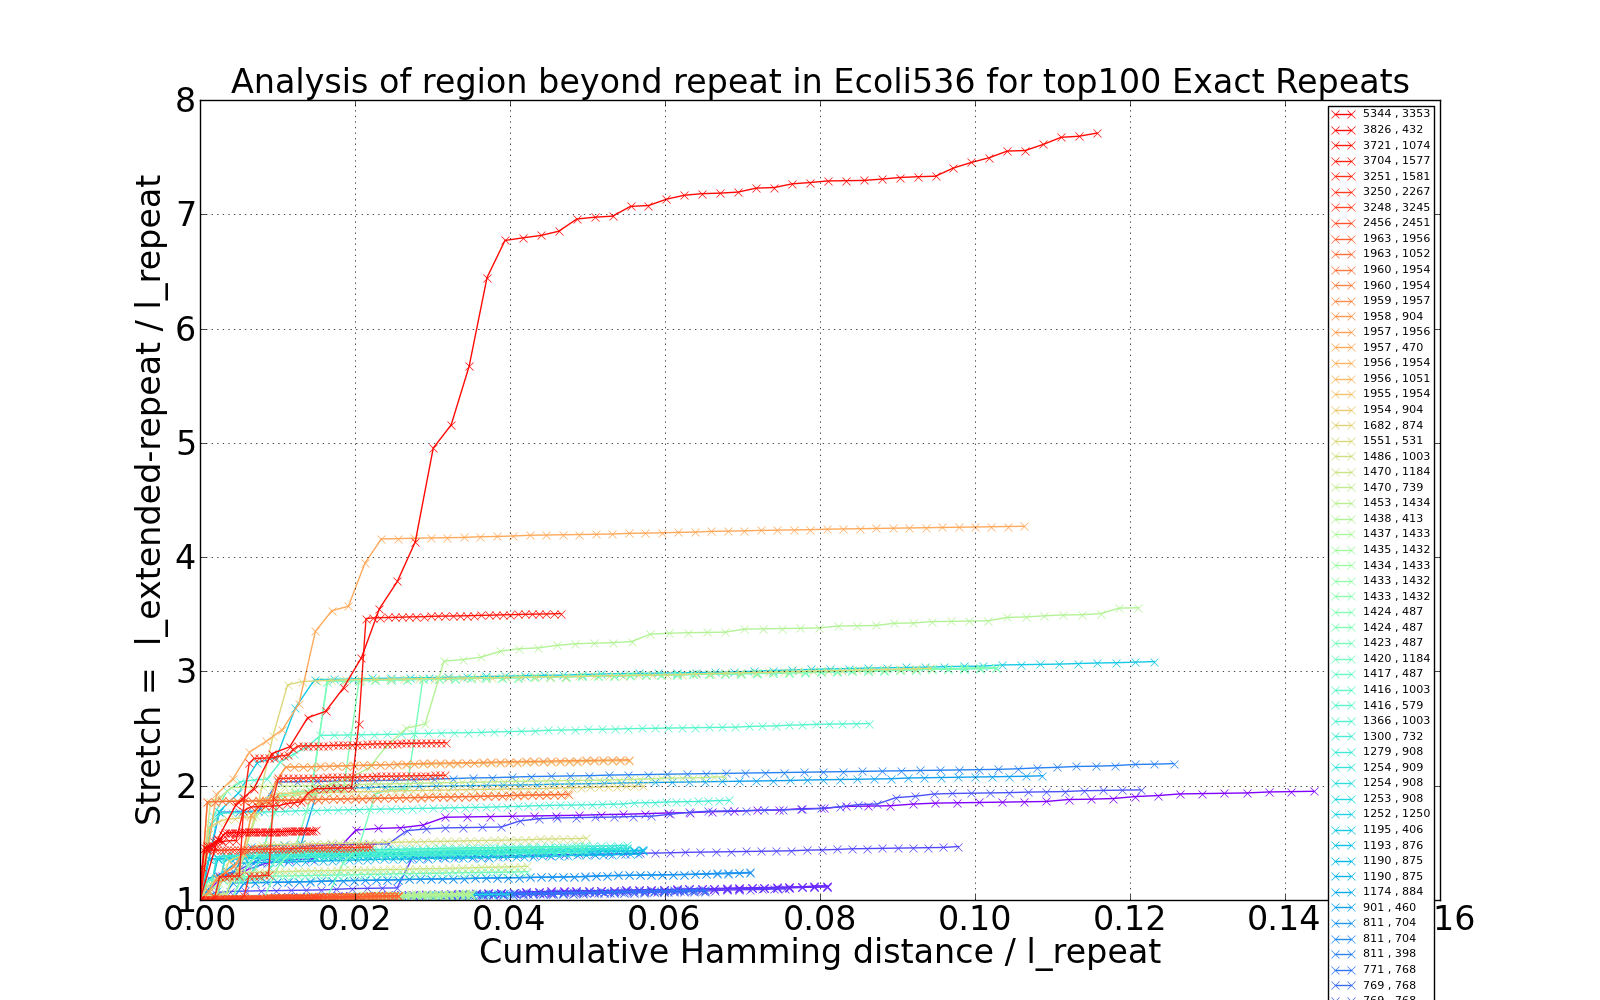 Analysis of region beyond repeat in Ecoli536 for top100 Exact Repeats
Stretch = l_extended-repeat / l_repeat
8
7
6
5
4
3
2
1
0.00 0.02 0.04 0.06 0.08 0.10 0.12 0.14 16
Cumulative Hamming distance / l_repeat
5344 , 3353
3826 , 432
3721 , 1074
3704 , 1577
3251 , 1581
3250 , 2267
3248 , 3245
2456 , 2451
1963 , 1956
1963 , 1052
1960 , 1954
1960 , 1954
1959 , 1957
1958 , 904
1957 , 1956
1957 , 470
1956 , 1954
1956 , 1051
1955 , 1954
1954 , 904
1682 , 874
1551 , 531
1486 , 1003
1470 , 1184
1470 , 739
1453 , 1434
1438 , 413
1437 , 1433
1435 , 1432
1434 , 1433
1433 , 1432
1433 , 1432
1424 , 487
1424 , 487
1423 , 487
1420 , 1184
1417 , 487
1416 , 1003
1416 , 579
1366 , 1003
1300 , 732
1279 , 908
1254 , 909
1254 , 908
1253 , 908
1252 , 1250
1195 , 406
1193 , 876
1190 , 875
1190 , 875
1174 , 884
901 , 460
811 , 704
811 , 704
811 , 398
771 , 768
769 , 768
769 , 768